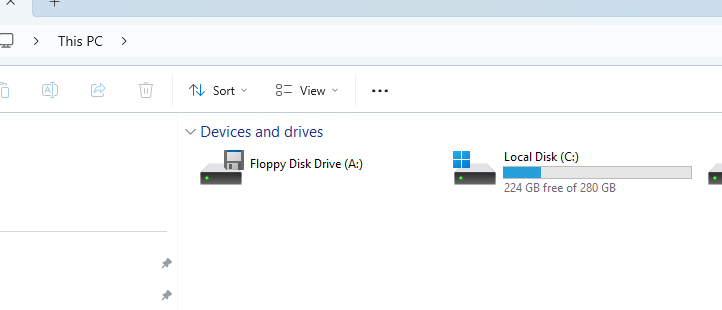 This PC
Sort
View
Devices and drives
Floppy Disk Drive (A:)
Local Disk (C:)
224 GB free of 280 GB